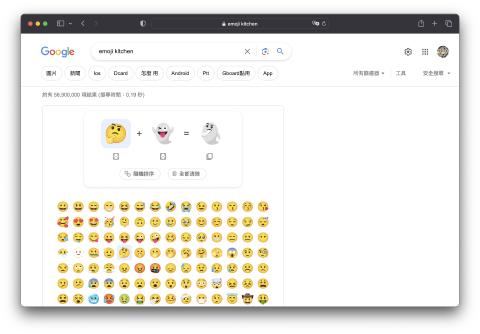 emoji kitchen
Google
emoji kitchen
圖片 新聞 Ios Dcard 怎麼 用 Android Ptt Gboard點用 App
所有篩選器 工具 安全搜尋
約有 56,900,000 項結果 (搜尋時間：0.19 秒)
+ =
隨機排序 全部清除